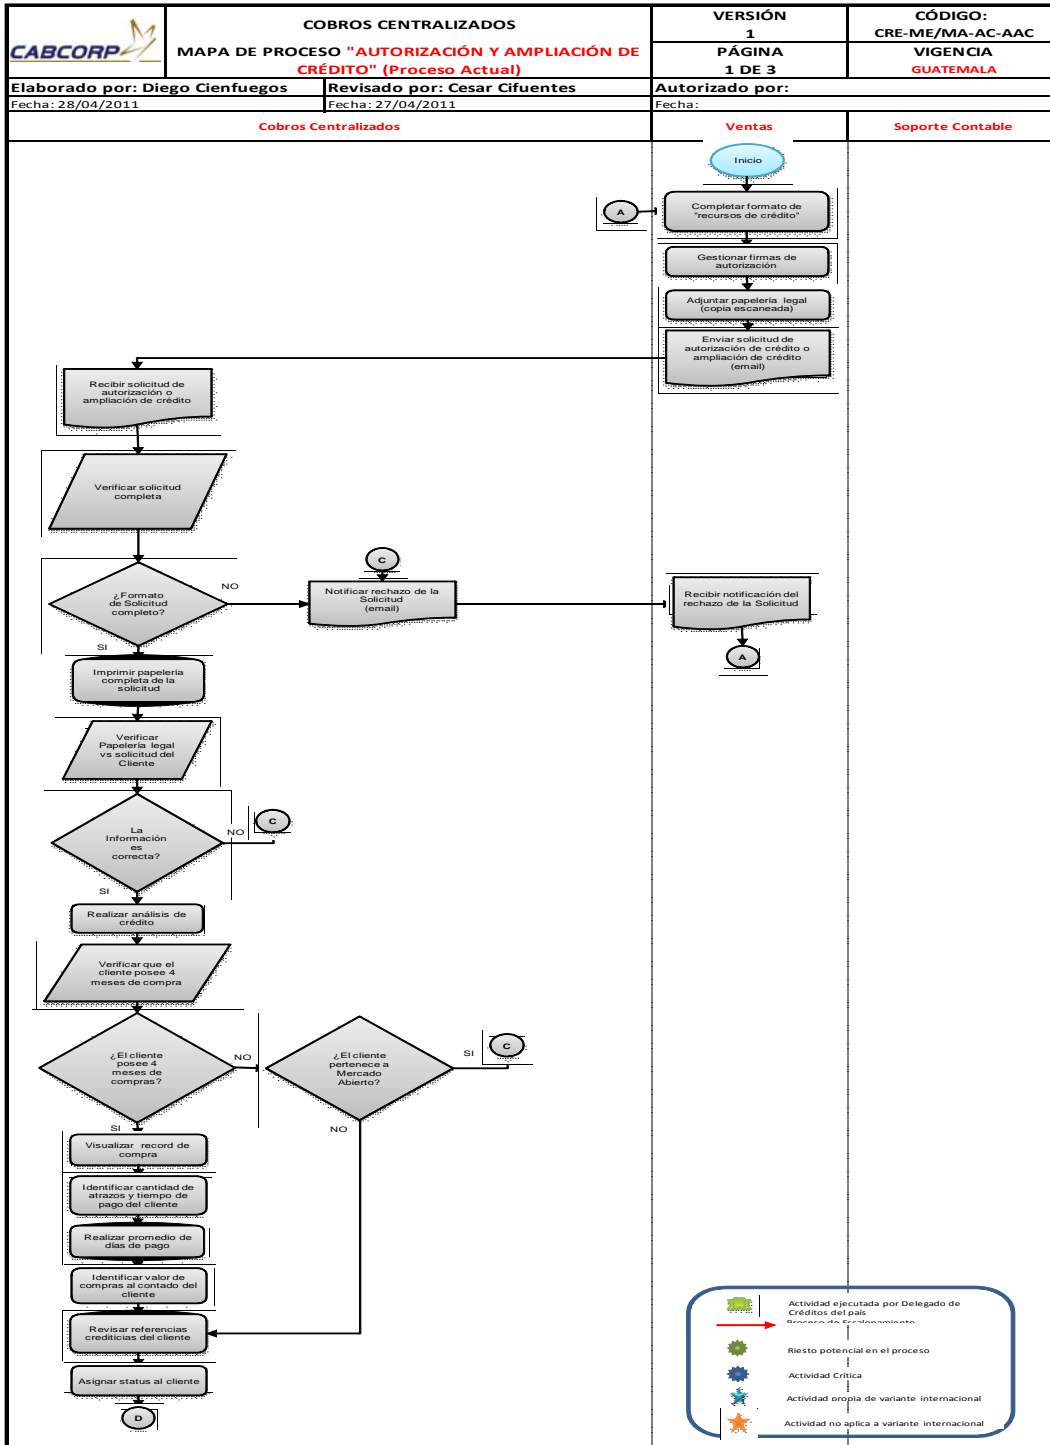 CABCORP
COBROS CENTRALIZADOS
MAPA DE PROCESO "AUTORIZACIÓN Y AMPLIACIÓN DE
CRÉDITO" (Proceso Actual)
VERSIÓN
1
CÓDIGO:
CRE-ME/MA-AC-AAC
PÁGINA
1 DE 3
VIGENCIA
GUATEMALA
Elaborado por: Diego Cienfuegos
Revisado por: Cesar Cifuentes
Autorizado por:
Fecha: 28/04/2011
Fecha: 27/04/2011
Fecha:
Cobros Centralizados
Ventas
Soporte Contable
Inicio
A
Completar formato de
"recursos de crédito"
Gestionar firmas de
autorización
Adjuntar papelería legal
(copia escaneada)
Enviar solicitud de
autorización de crédito o
ampliación de crédito
(email)
Recibir solicitud de
autorización o
ampliación de crédito
Verificar solicitud
completa
C
¿Formato
de Solicitud
completo?
NO
Notificar rechazo de la
Solicitud
(email)
Recibir notificación del
rechazo de la Solicitud
SI
A
Imprimir papelería
completa de la
solicitud
Verificar
Papelería legal
vs solicitud del
Cliente
La
Información
es
correcta?
NO
C
SI
Realizar análisis de
crédito
Verificar que el
cliente posee 4
meses de compra
¿El cliente
posee 4
meses de
compras?
NO
¿El cliente
pertenece a
Mercado
Abierto?
SI
C
SI
NO
Visualizar record de
compra
Identificar cantidad de
atrazos y tiempo de
pago del cliente
Realizar promedio de
días de pago
Identificar valor de
compras al contado del
cliente
Revisar referencias
crediticias del cliente
Asignar status al cliente
D
Actividad ejecutada por Delegado de
Créditos del país
Proceso de Escalonamiento
Riesto potencial en el proceso
Actividad Crítica
Actividad propia de variante internacional
Actividad no aplica a variante internacional